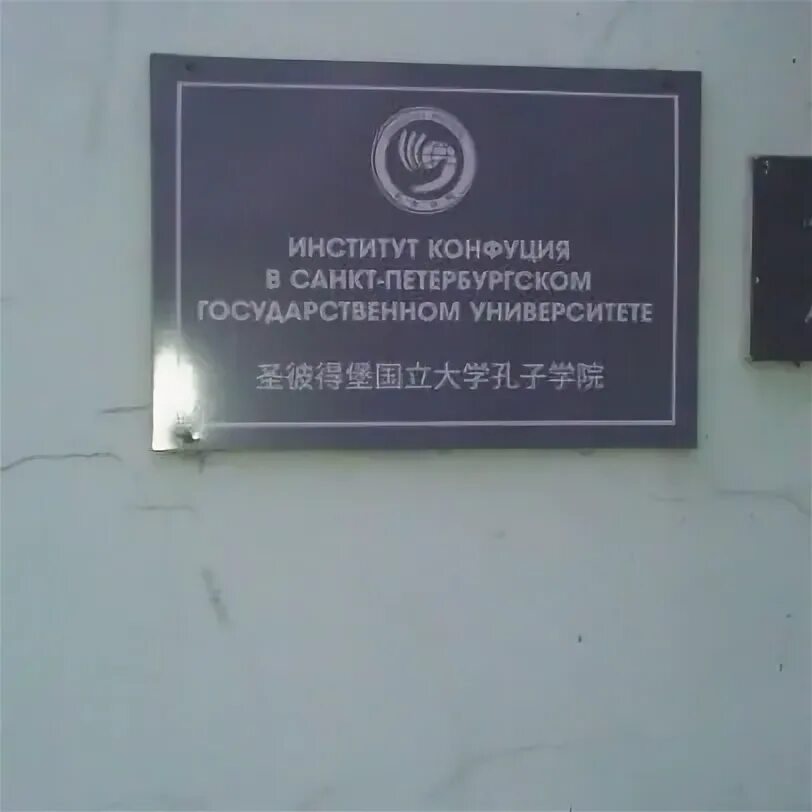 ИНСТИТУТ КОНФУЦИЯ
В САНКТ-ПЕТЕРБУРГСКОМ
ГОСУДАРСТВЕННОМ УНИВЕРСИТЕТЕ
圣彼得堡国立大学孔子学院